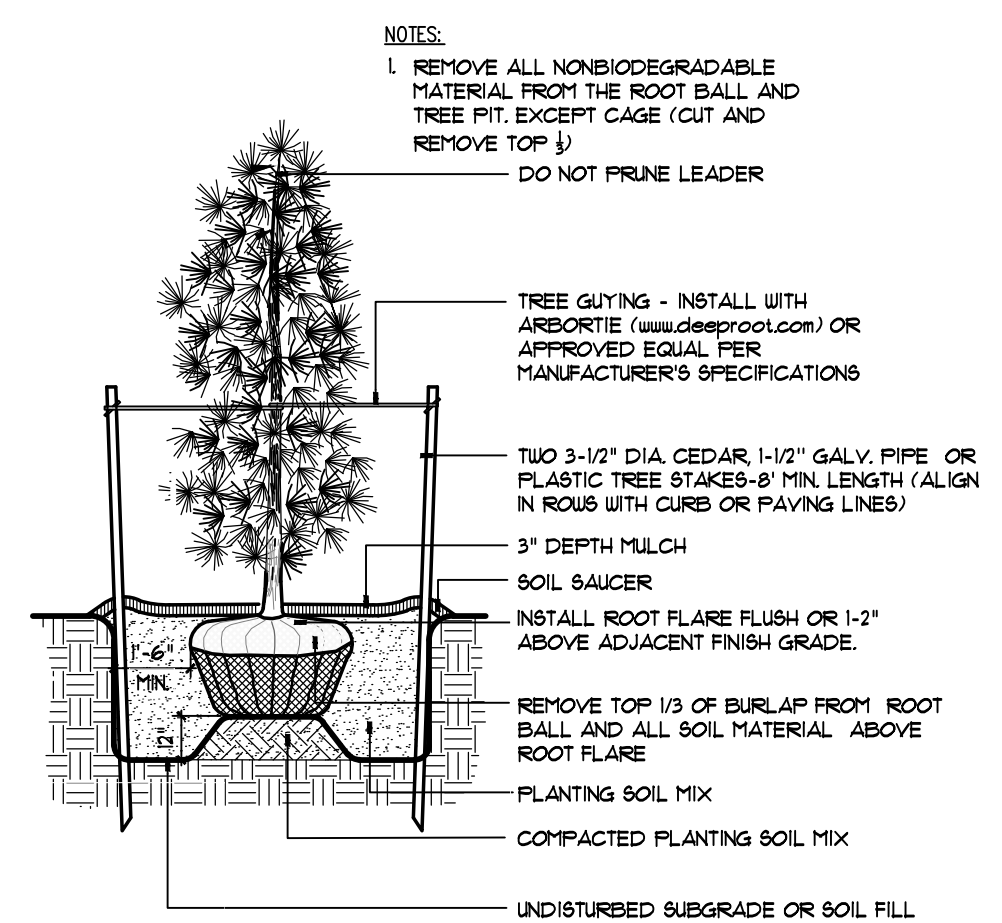 NOTES:
1. REMOVE ALL NONBIODEGRADABLE
MATERIAL FROM THE ROOT BALL AND
TREE PIT. EXCEPT CAGE (CUT AND
REMOVE TOP ⅓)
DO NOT PRUNE LEADER
TREE GUYING - INSTALL WITH
ARBORTIE (www.deeproot.com) OR
APPROVED EQUAL PER
MANUFACTURER'S SPECIFICATIONS
TWO 3-1/2" DIA. CEDAR, 1-1/2" GALV. PIPE OR
PLASTIC TREE STAKES-8' MIN. LENGTH (ALIGN
IN ROWS WITH CURB OR PAVING LINES)
3" DEPTH MULCH
SOIL SAUCER
INSTALL ROOT FLARE FLUSH OR 1-2"
ABOVE ADJACENT FINISH GRADE.
1'-6"
MIN.
12"
REMOVE TOP 1/3 OF BURLAP FROM ROOT
BALL AND ALL SOIL MATERIAL ABOVE
ROOT FLARE
PLANTING SOIL MIX
COMPACTED PLANTING SOIL MIX
UNDISTURBED SUBGRADE OR SOIL FILL